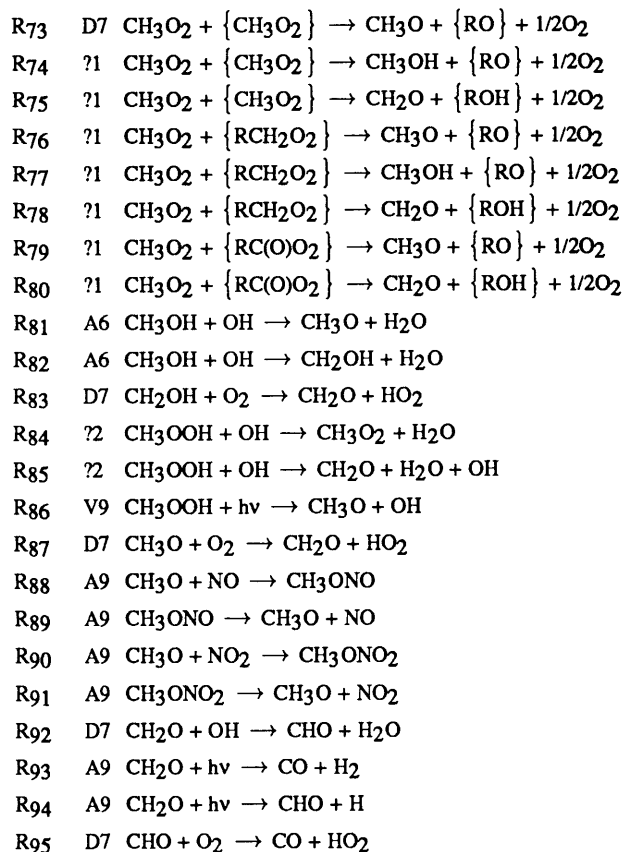 R73 D7 CH3O2 + {CH3O2} → CH3O + {RO} + 1/2O2
R74 ?1 CH3O2 + {CH3O2} → CH3OH + {RO} + 1/2O2
R75 ?1 CH3O2 + {CH3O2} → CH2O + {ROH} + 1/2O2
R76 ?1 CH3O2 + {RCH2O2} → CH3O + {RO} + 1/2O2
R77 ?1 CH3O2 + {RCH2O2} → CH3OH + {RO} + 1/2O2
R78 ?1 CH3O2 + {RCH2O2} → CH2O + {ROH} + 1/2O2
R79 ?1 CH3O2 + {RC(O)O2} → CH3O + {RO} + 1/2O2
R80 ?1 CH3O2 + {RC(O)O2} → CH2O + {ROH} + 1/2O2
R81 A6 CH3OH + OH → CH3O + H2O
R82 A6 CH3OH + OH → CH2OH + H2O
R83 D7 CH2OH + O2 → CH2O + HO2
R84 ?2 CH3OOH + OH → CH3O2 + H2O
R85 ?2 CH3OOH + OH → CH2O + H2O + OH
R86 V9 CH3OOH + hν → CH3O + OH
R87 D7 CH3O + O2 → CH2O + HO2
R88 A9 CH3O + NO → CH3ONO
R89 A9 CH3ONO → CH3O + NO
R90 A9 CH3O + NO2 → CH3ONO2
R91 A9 CH3ONO2 → CH3O + NO2
R92 D7 CH2O + OH → CHO + H2O
R93 A9 CH2O + hν → CO + H2
R94 A9 CH2O + hν → CHO + H
R95 D7 CHO + O2 → CO + HO2